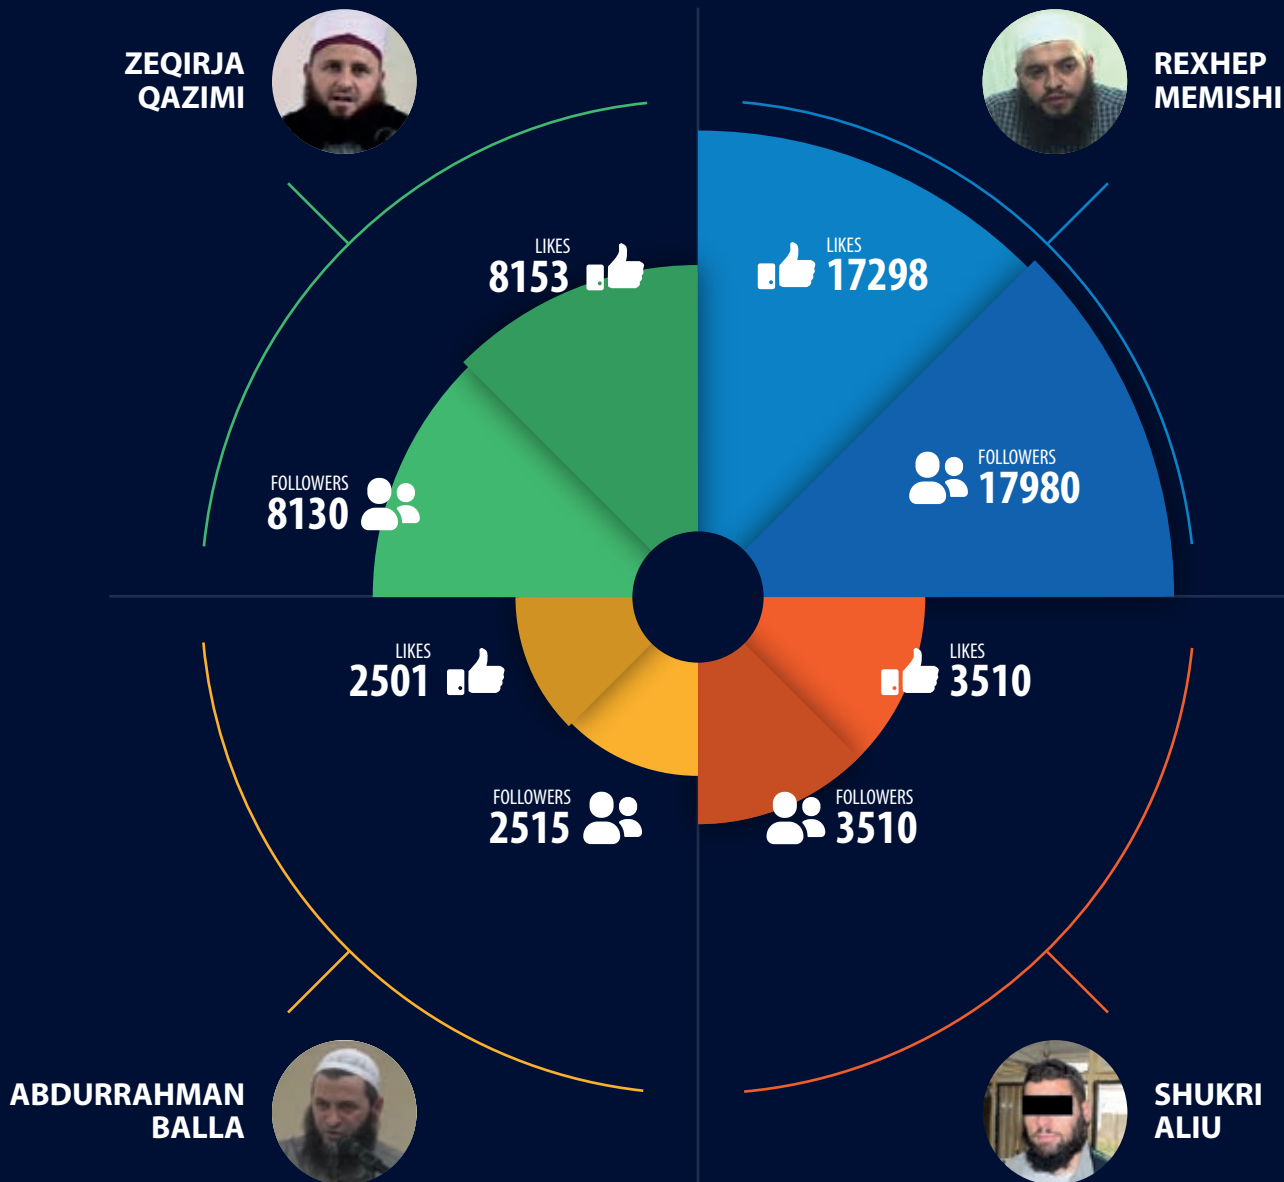 ZEQIRJA
QAZIMI
REXHEP
MEMISHI
LIKES
8153
LIKES
17298
FOLLOWERS
8130
FOLLOWERS
17980
LIKES
2501
LIKES
3510
FOLLOWERS
2515
FOLLOWERS
3510
ABDURRAHMAN
BALLA
SHUKRI
ALIU